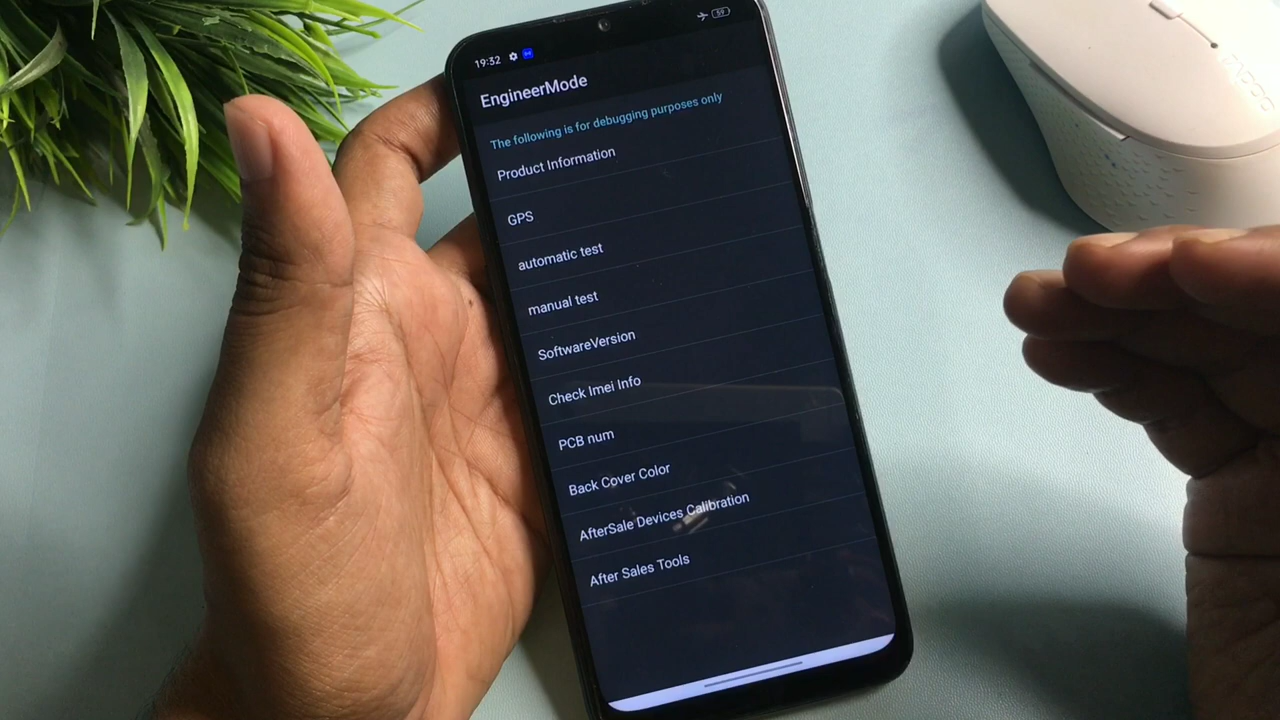 19:32
59
EngineerMode
The following is for debugging purposes only
Product Information
GPS
automatic test
manual test
SoftwareVersion
Check Imei Info
PCB num
Back Cover Color
AfterSale Devices Calibration
After Sales Tools